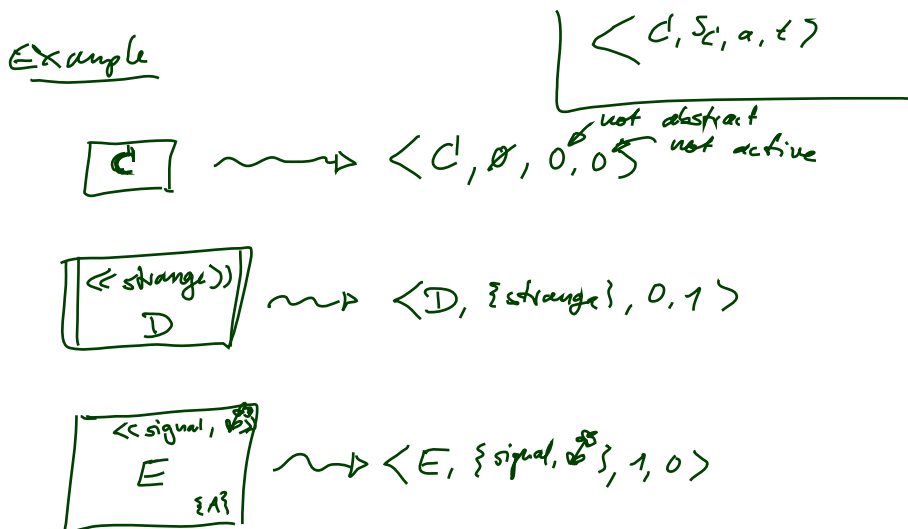 Example
< C, S_C, a, t >
not abstract
C
< C, ∅, 0, 0 >
not active
<< strange >>
D
< D, {strange}, 0, 1 >
<< signal, >>
E
{A}
< E, {signal, }, 1, 0 >